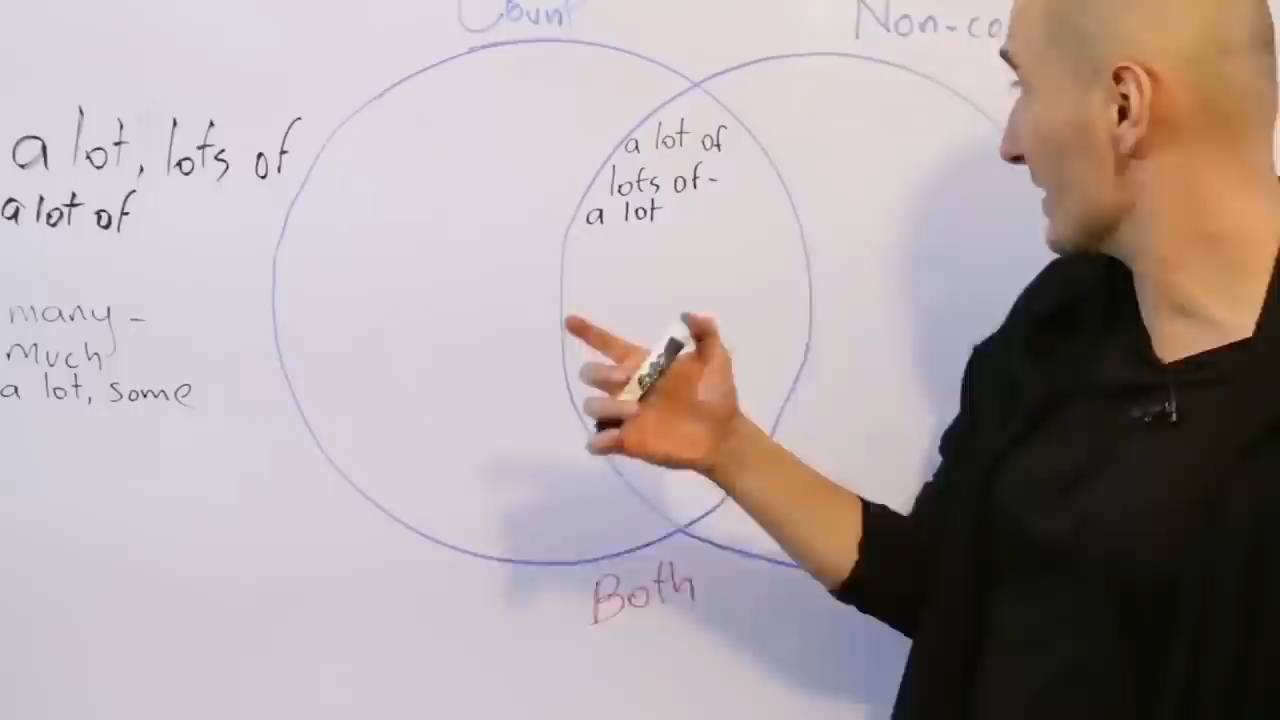 Count
Non-co
a lot, lots of
a lot of
many -
much
a lot, some
a lot of
lots of-
a lot
Both